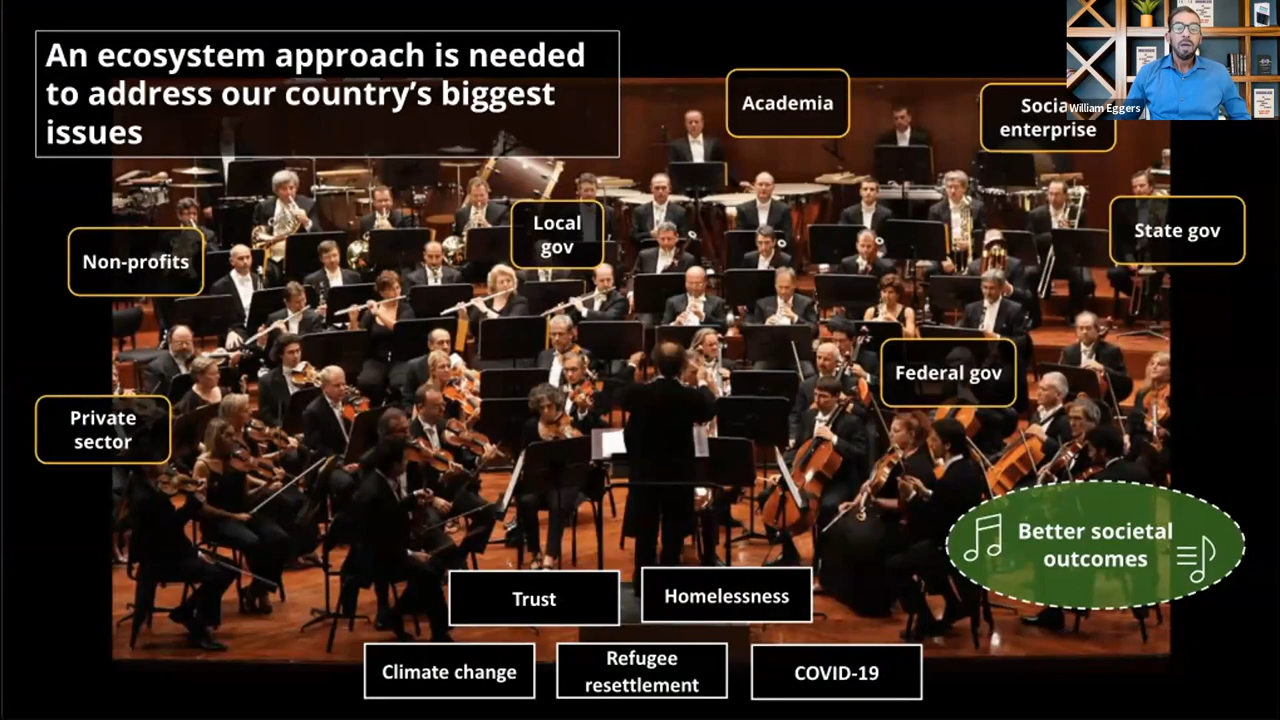 An ecosystem approach is needed
to address our country's biggest
issues
Academia
Socia
enterprise
William Eggers
Local
gov
State gov
Non-profits
Federal gov
Private
sector
Better societal
outcomes
Trust
Homelessness
Climate change
Refugee
resettlement
COVID-19